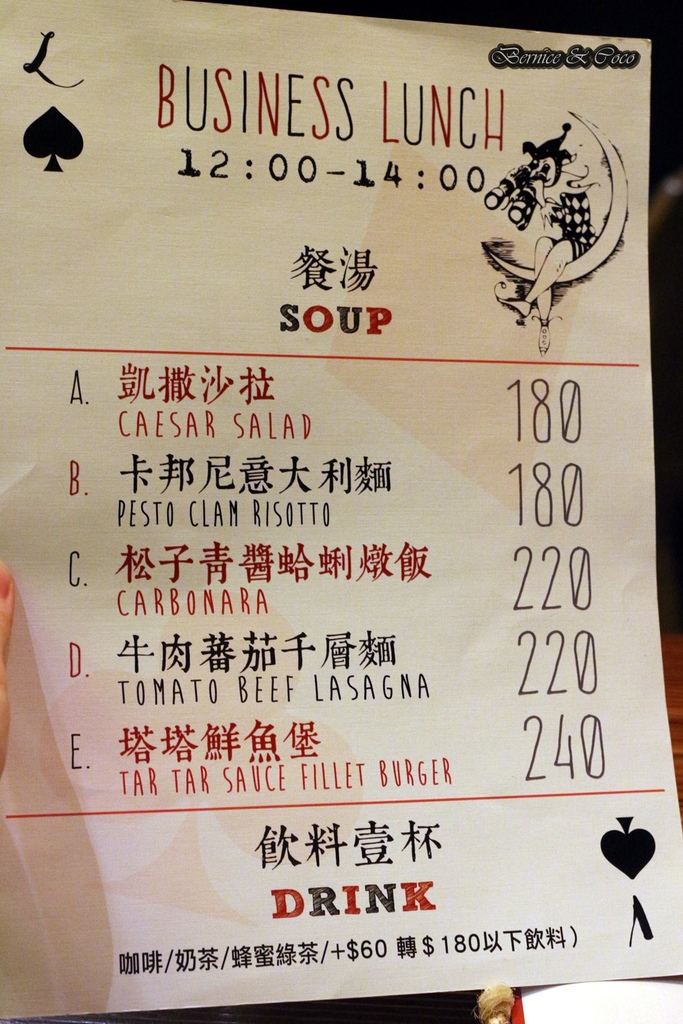 L
Bernice & Coco
BUSINESS LUNCH
12:00-14:00
餐湯
SOUP
A. 凱撒沙拉 180
CAESAR SALAD
B. 卡邦尼意大利麵 180
PESTO CLAM RISOTTO
C. 松子青醬蛤蜊燉飯 220
CARBONARA
D. 牛肉蕃茄千層麵 220
TOMATO BEEF LASAGNA
E. 塔塔鮮魚堡 240
TAR TAR SAUCE FILLET BURGER
飲料壹杯
DRINK
咖啡/奶茶/蜂蜜綠茶/+$60 轉$180以下飲料)